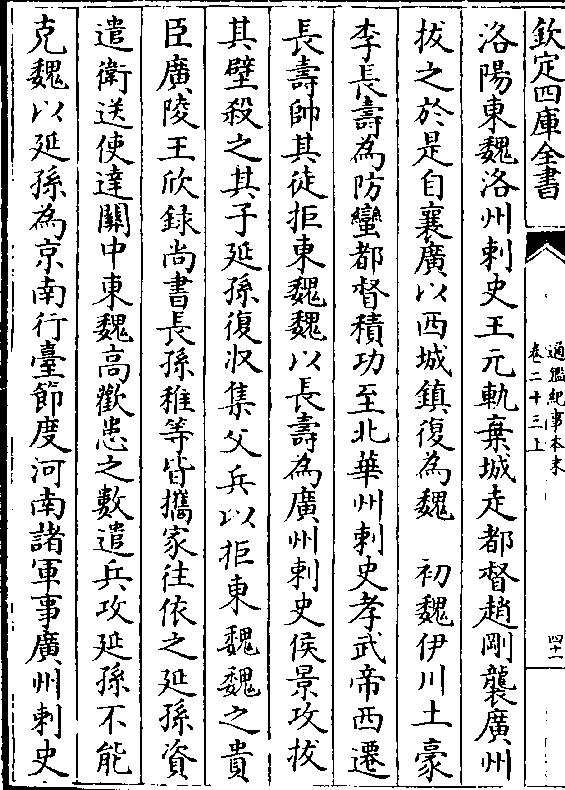 欽定四庫全書
通鑑紀事本末
卷二十三上
四十一
洛陽東魏洛州刺史王元軌棄城走都督趙剛襲廣州
拔之於是自襄廣以西城鎮復為魏　初魏伊川土豪
李長壽為防蠻都督積功至北華州刺史孝武帝西遷
長壽帥其徒拒東魏魏以長壽為廣州刺史侯景攻拔
其壁殺之其子延孫復收集父兵以拒東魏魏之貴
臣廣陵王欣録尚書長孫稚等皆攜家往依之延孫資
遣衛送使達關中東魏高歡患之數遣兵攻延孫不能
克魏以延孫為京南行臺節度河南諸軍事廣州刺史